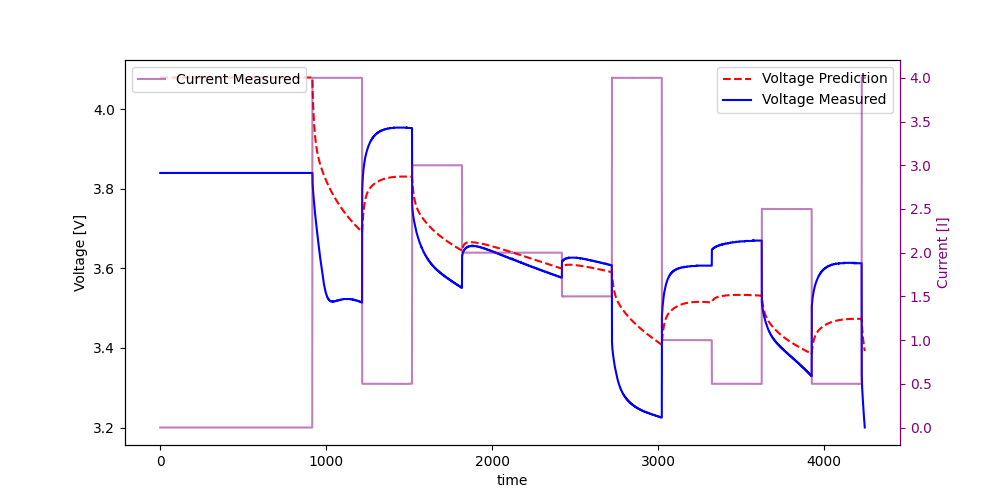 Current Measured
Voltage Prediction
Voltage Measured
4.0
3.8
3.6
3.4
3.2
Voltage [V]
4.0
3.5
3.0
2.5
2.0
1.5
1.0
0.5
0.0
Current [I]
0 1000 2000 3000 4000
time